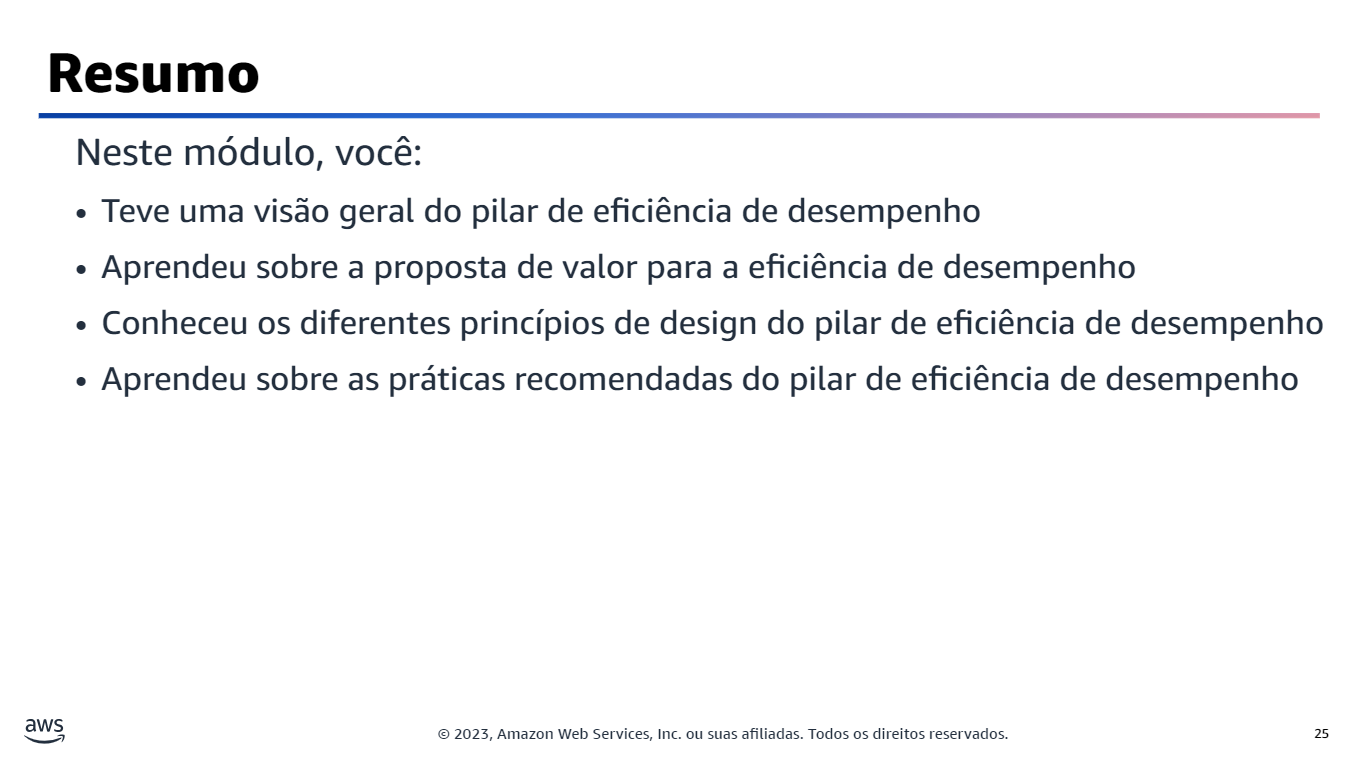 Resumo
Neste módulo, você:
• Teve uma visão geral do pilar de eficiência de desempenho
• Aprendeu sobre a proposta de valor para a eficiência de desempenho
• Conheceu os diferentes princípios de design do pilar de eficiência de desempenho
• Aprendeu sobre as práticas recomendadas do pilar de eficiência de desempenho
aws
© 2023, Amazon Web Services, Inc. ou suas afiliadas. Todos os direitos reservados.
25